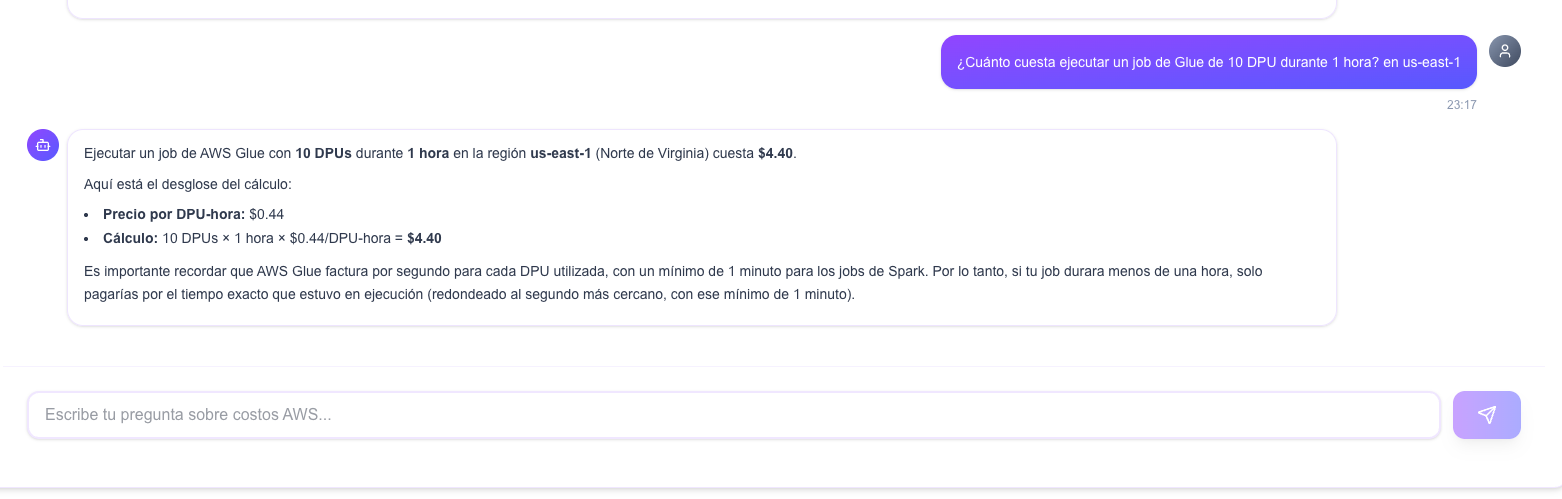 ¿Cuánto cuesta ejecutar un job de Glue de 10 DPU durante 1 hora? en us-east-1
23:17
Ejecutar un job de AWS Glue con 10 DPUs durante 1 hora en la región us-east-1 (Norte de Virginia) cuesta $4.40.
Aquí está el desglose del cálculo:
• Precio por DPU-hora: $0.44
• Cálculo: 10 DPUs × 1 hora × $0.44/DPU-hora = $4.40
Es importante recordar que AWS Glue factura por segundo para cada DPU utilizada, con un mínimo de 1 minuto para los jobs de Spark. Por lo tanto, si tu job durara menos de una hora, solo
pagarías por el tiempo exacto que estuvo en ejecución (redondeado al segundo más cercano, con ese mínimo de 1 minuto).
Escribe tu pregunta sobre costos AWS...